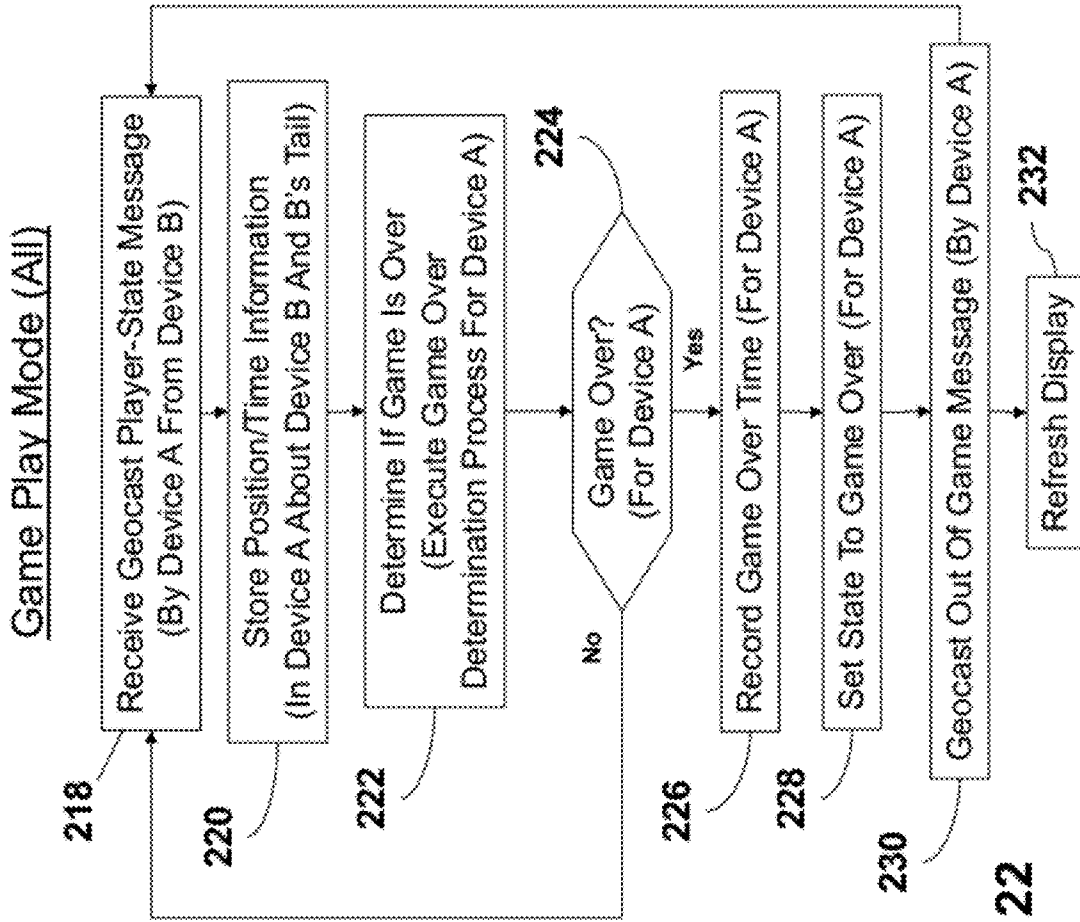 Game Play Mode (All)
218
Receive Geocast Player-State Message
(By Device A From Device B)
220
Store Position/Time Information
(In Device A About Device B And B's Tail)
222
Determine If Game Is Over
(Execute Game Over
Determination Process For Device A)
224
Game Over?
(For Device A)
No
Yes
226
Record Game Over Time (For Device A)
228
Set State To Game Over (For Device A)
230
Geocast Out Of Game Message (By Device A)
232
Refresh Display
22